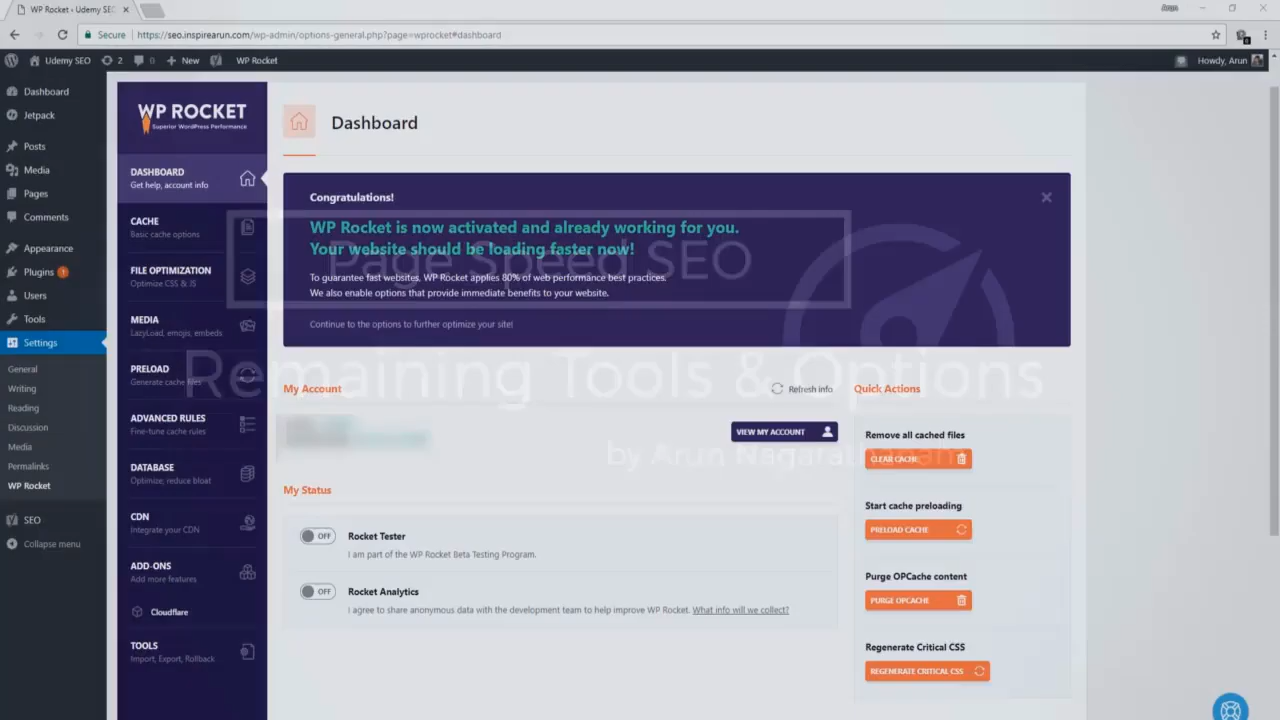 WP Rocket ‹ Udemy SEO
Secure
https://seo.inspirearun.com/wp-admin/options-general.php?page=wprocket#dashboard
Udemy SEO
2
0
New
WP Rocket
Howdy, Arun
Dashboard
Jetpack
Posts
Media
Pages
Comments
Appearance
Plugins 1
Users
Tools
Settings
General
Writing
Reading
Discussion
Media
Permalinks
WP Rocket
SEO
Collapse menu
WP ROCKET
Superior WordPress Performance
DASHBOARD
Get help, account info
CACHE
Basic cache options
FILE OPTIMIZATION
Optimize CSS & JS
MEDIA
LazyLoad, emojis, embeds
PRELOAD
Generate cache files
ADVANCED RULES
Fine-tune cache rules
DATABASE
Optimize, reduce bloat
CDN
Integrate your CDN
ADD-ONS
Add more features
Cloudflare
TOOLS
Import, Export, Rollback
Dashboard
Congratulations!
WP Rocket is now activated and already working for you.
Your website should be loading faster now!
To guarantee fast websites, WP Rocket applies 80% of web performance best practices.
We also enable options that provide immediate benefits to your website.
Continue to the options to further optimize your site!
Page Speed SEO
Remaining Tools & Options
by Arun Nagarathanam
My Account
Refresh info
VIEW MY ACCOUNT
My Status
OFF
Rocket Tester
I am part of the WP Rocket Beta Testing Program.
OFF
Rocket Analytics
I agree to share anonymous data with the development team to help improve WP Rocket. What info will we collect?
Quick Actions
Remove all cached files
CLEAR CACHE
Start cache preloading
PRELOAD CACHE
Purge OPCache content
PURGE OPCACHE
Regenerate Critical CSS
REGENERATE CRITICAL CSS